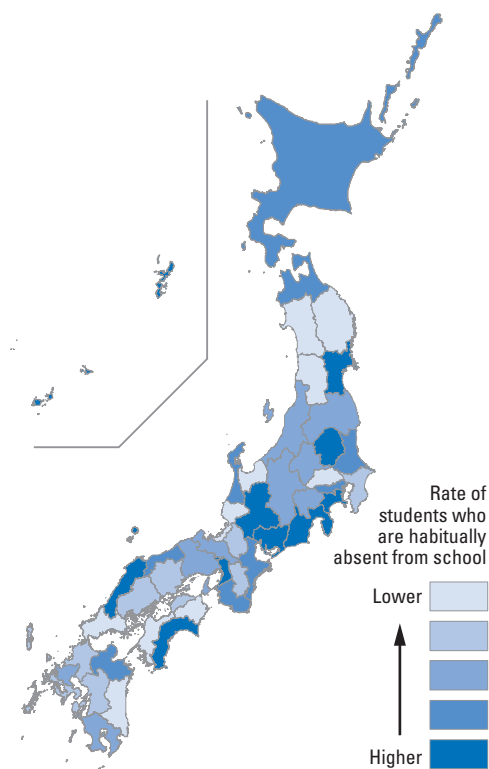 Rate of
students who
are habitually
absent from school
Lower
Higher